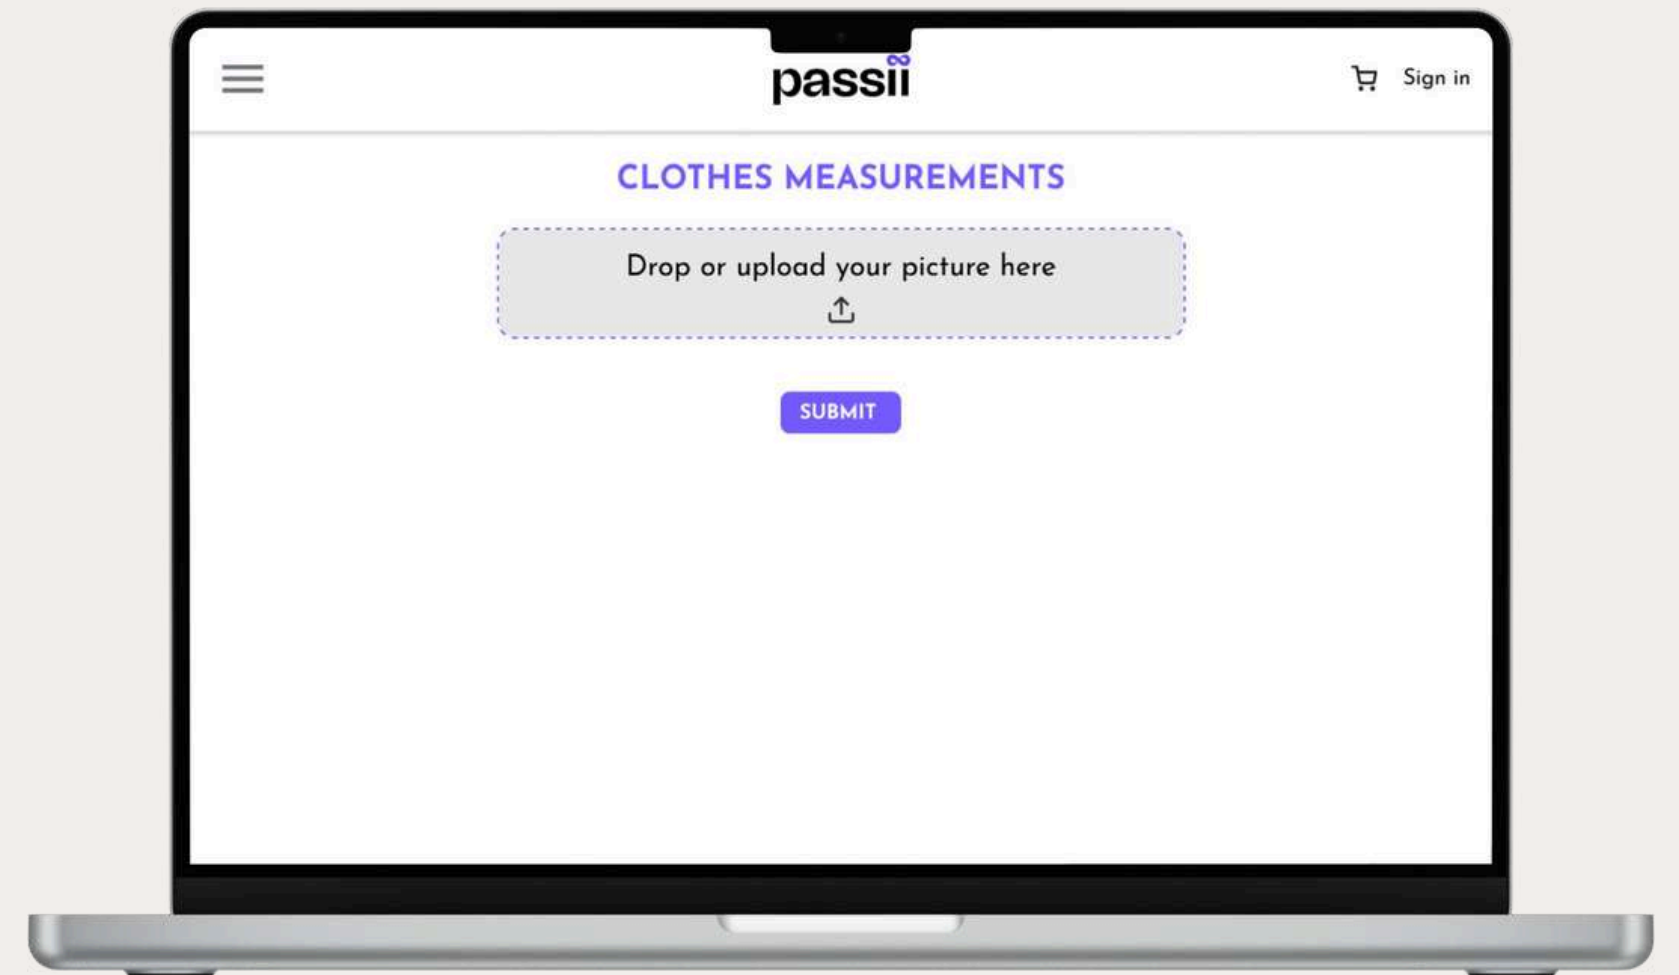 passii
Sign in
CLOTHES MEASUREMENTS
Drop or upload your picture here
SUBMIT